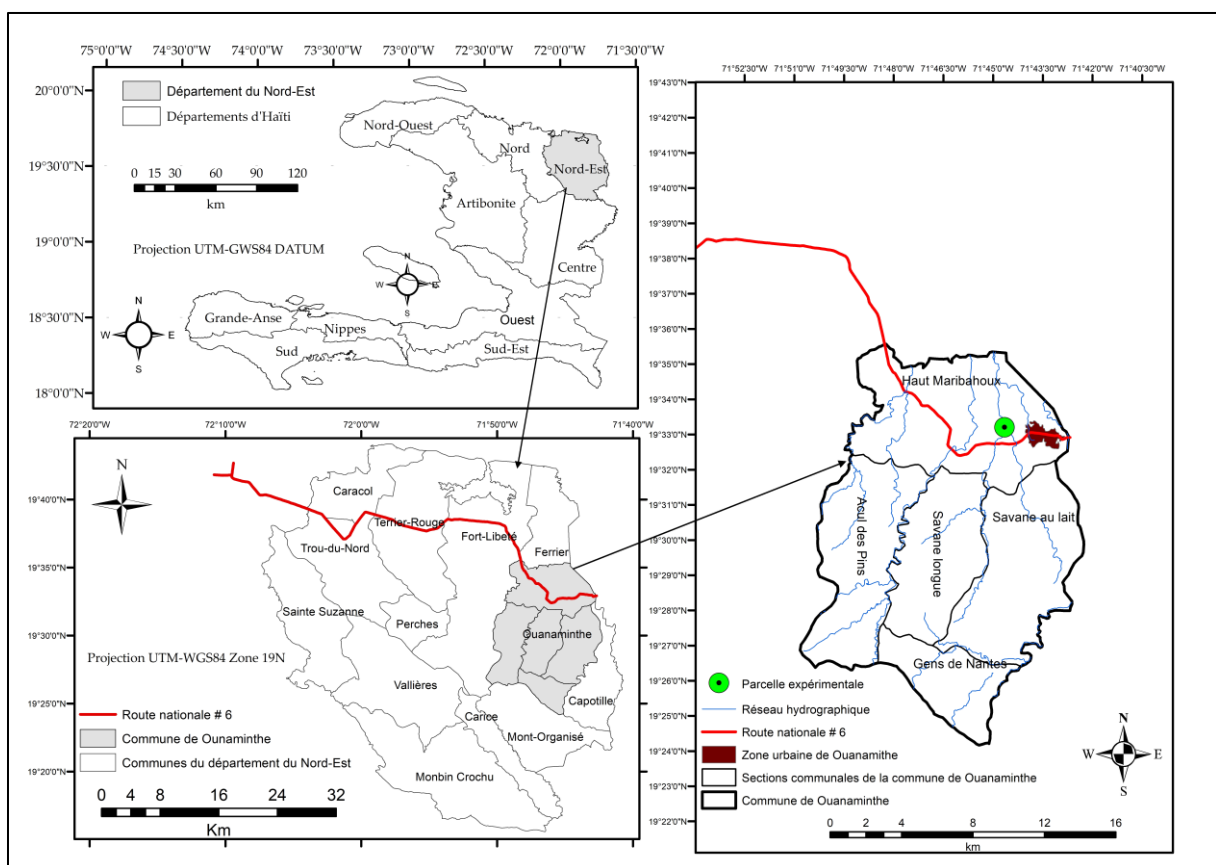 75°0'0"W 74°30'0"W 74°0'0"W 73°30'0"W 73°0'0"W 72°30'0"W 72°0'0"W 71°30'0"W
20°0'0"N
19°30'0"N
19°0'0"N
18°30'0"N
18°0'0"N
Département du Nord-Est
Départements d'Haïti
0 15 30 60 90 120
km
Projection UTM-GWS84 DATUM
N
W E
S
N
W E
S
Nord-Ouest
Nord
Nord-Est
Artibonite
Centre
Grande-Anse
Nippes
Ouest
Sud
Sud-Est
72°20'0"W 72°10'0"W 72°0'0"W 71°50'0"W 71°40'0"W
19°40'0"N
19°35'0"N
19°30'0"N
19°25'0"N
19°20'0"N
N
Caracol
Terrier-Rouge
Fort-Libeté
Trou-du-Nord
Ferrier
Sainte Suzanne
Perches
Ouanaminthe
Projection UTM-WGS84 Zone 19N
Vallières
Capotille
Carice
Mont-Organisé
Monbin Crochu
Route nationale # 6
Commune de Ounaminthe
Communes du département du Nord-Est
0 4 8 16 24 32
Km
71°52'30"W 71°51'0"W 71°49'30"W 71°48'0"W 71°46'30"W 71°45'0"W 71°43'30"W 71°42'0"W 71°40'30"W
19°43'0"N
19°42'0"N
19°41'0"N
19°40'0"N
19°39'0"N
19°38'0"N
19°37'0"N
19°36'0"N
19°35'0"N
19°34'0"N
19°33'0"N
19°32'0"N
19°31'0"N
19°30'0"N
19°29'0"N
19°28'0"N
19°27'0"N
19°26'0"N
19°25'0"N
19°24'0"N
19°23'0"N
19°22'0"N
Haut Maribahoux
Acul des Pins
Savane longue
Savane au lait
Gens de Nantes
Parcelle expérimentale
Réseau hydrographique
Route nationale # 6
Zone urbaine de Ouanamithe
Sections communales de la commune de Ouanaminthe
Commune de Ouanaminthe
N
W E
S
0 2 4 8 12 16
km